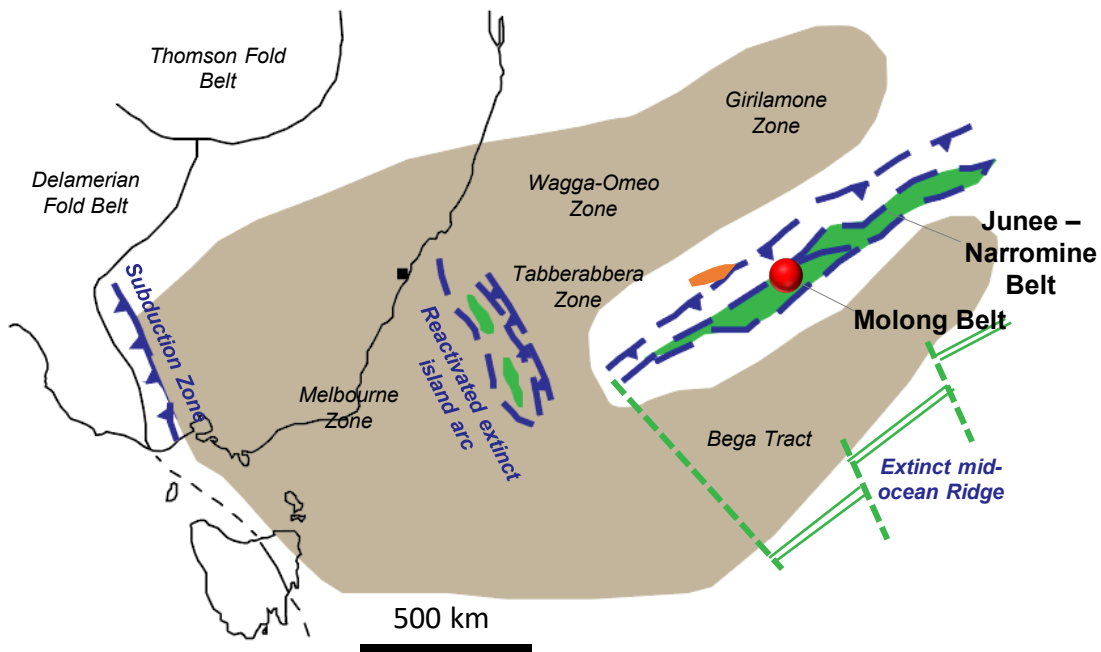 Thomson Fold
Belt
Girilamone
Zone
Delamerian
Fold Belt
Wagga-Omeo
Zone
Junee –
Narromine
Belt
Subduction Zone
Tabberabbera
Zone
Molong Belt
Reactivated extinct
island arc
Melbourne
Zone
Bega Tract
Extinct mid-
ocean Ridge
500 km